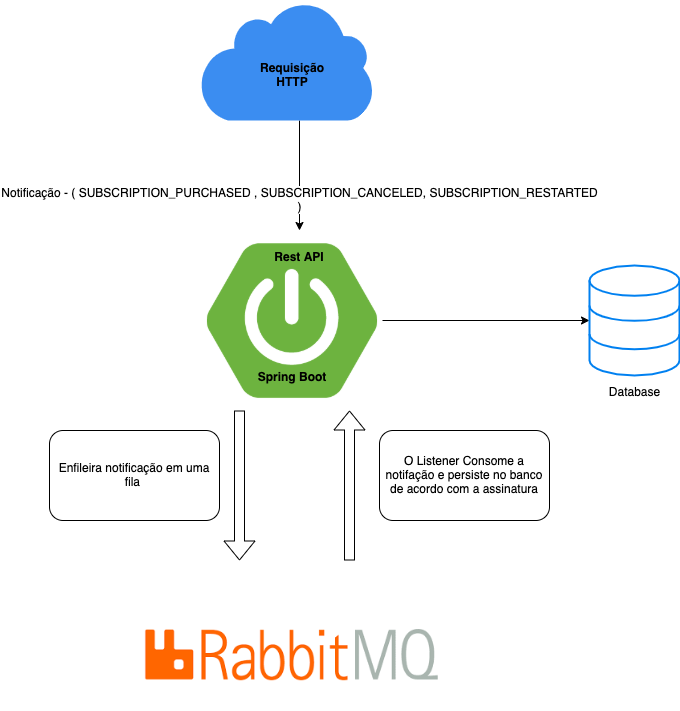 Requisição
HTTP
Notificação - ( SUBSCRIPTION_PURCHASED , SUBSCRIPTION_CANCELED, SUBSCRIPTION_RESTARTED
)
Rest API
Spring Boot
Database
Enfileira notificação em uma
fila
O Listener Consome a
notifação e persiste no banco
de acordo com a assinatura
RabbitMQ